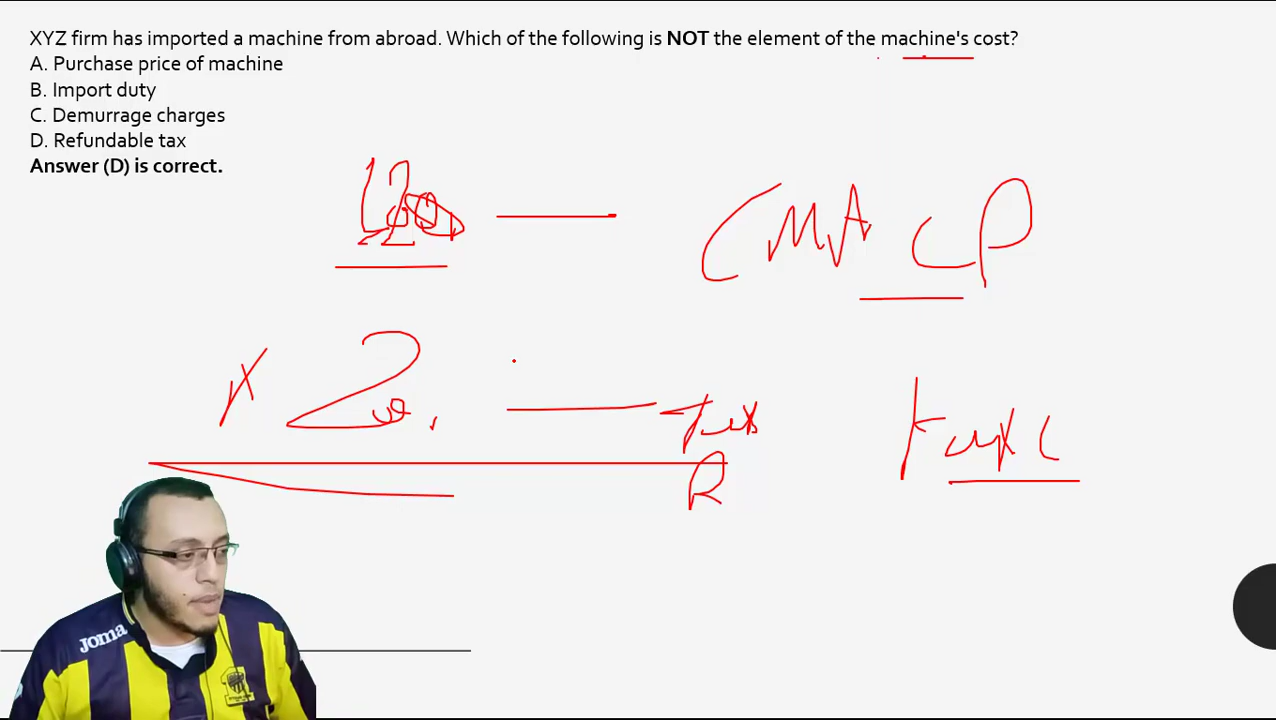 XYZ firm has imported a machine from abroad. Which of the following is NOT the element of the machine's cost?
A. Purchase price of machine
B. Import duty
C. Demurrage charges
D. Refundable tax
Answer (D) is correct.
CMA CP
X
R
Joma